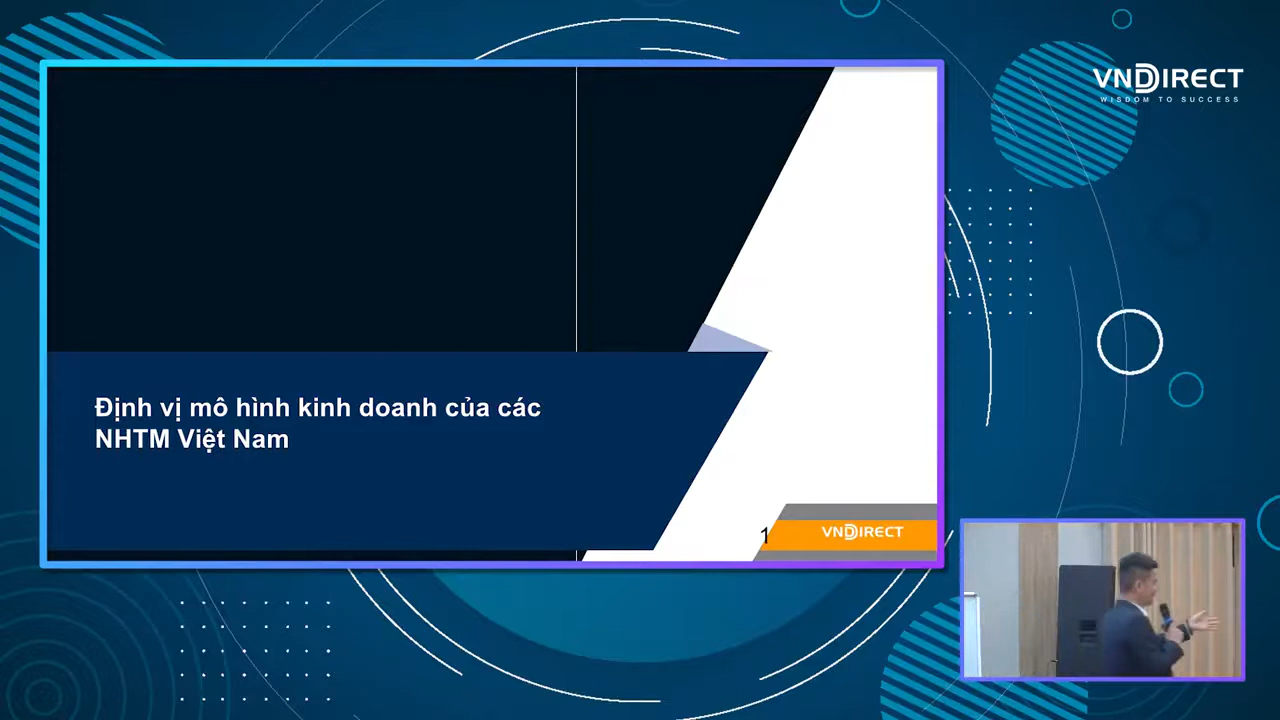 VNDIRECT
WISDOM TO SUCCESS
Định vị mô hình kinh doanh của các
NHTM Việt Nam
1
VNDIRECT